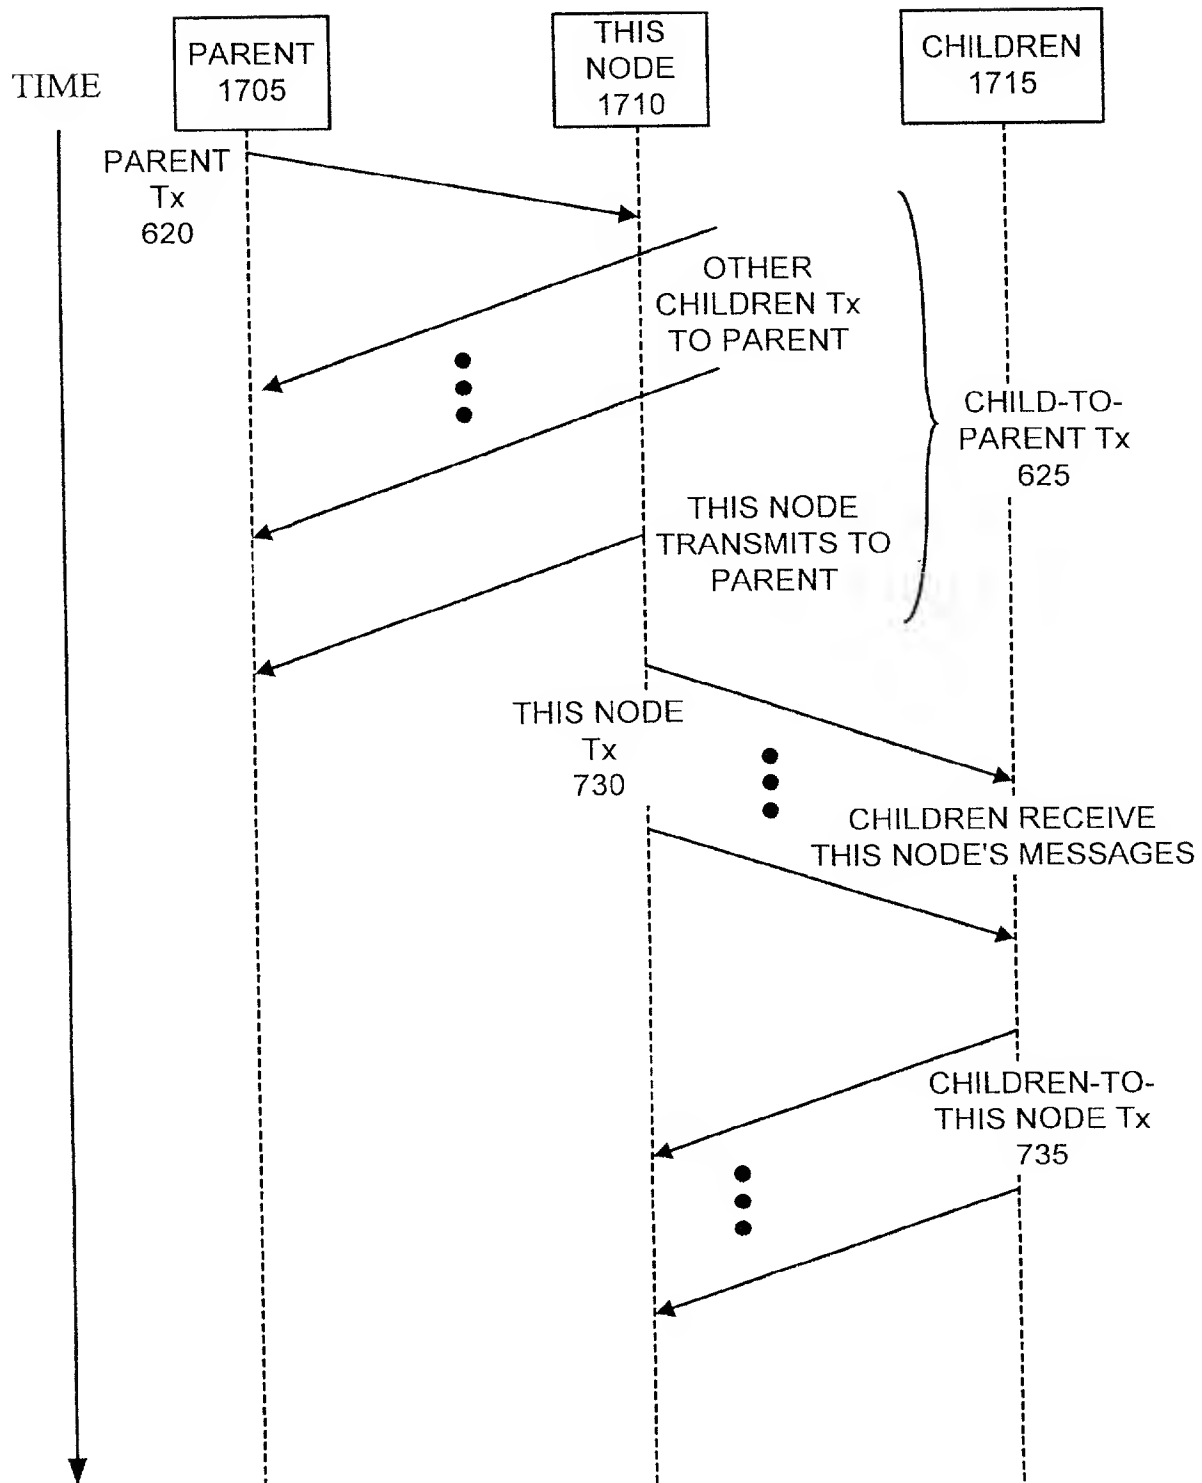 TIME
PARENT
1705
THIS
NODE
1710
CHILDREN
1715
PARENT
Tx
620
OTHER
CHILDREN Tx
TO PARENT
CHILD-TO-
PARENT Tx
625
THIS NODE
TRANSMITS TO
PARENT
THIS NODE
Tx
730
CHILDREN RECEIVE
THIS NODE'S MESSAGES
CHILDREN-TO-
THIS NODE Tx
735